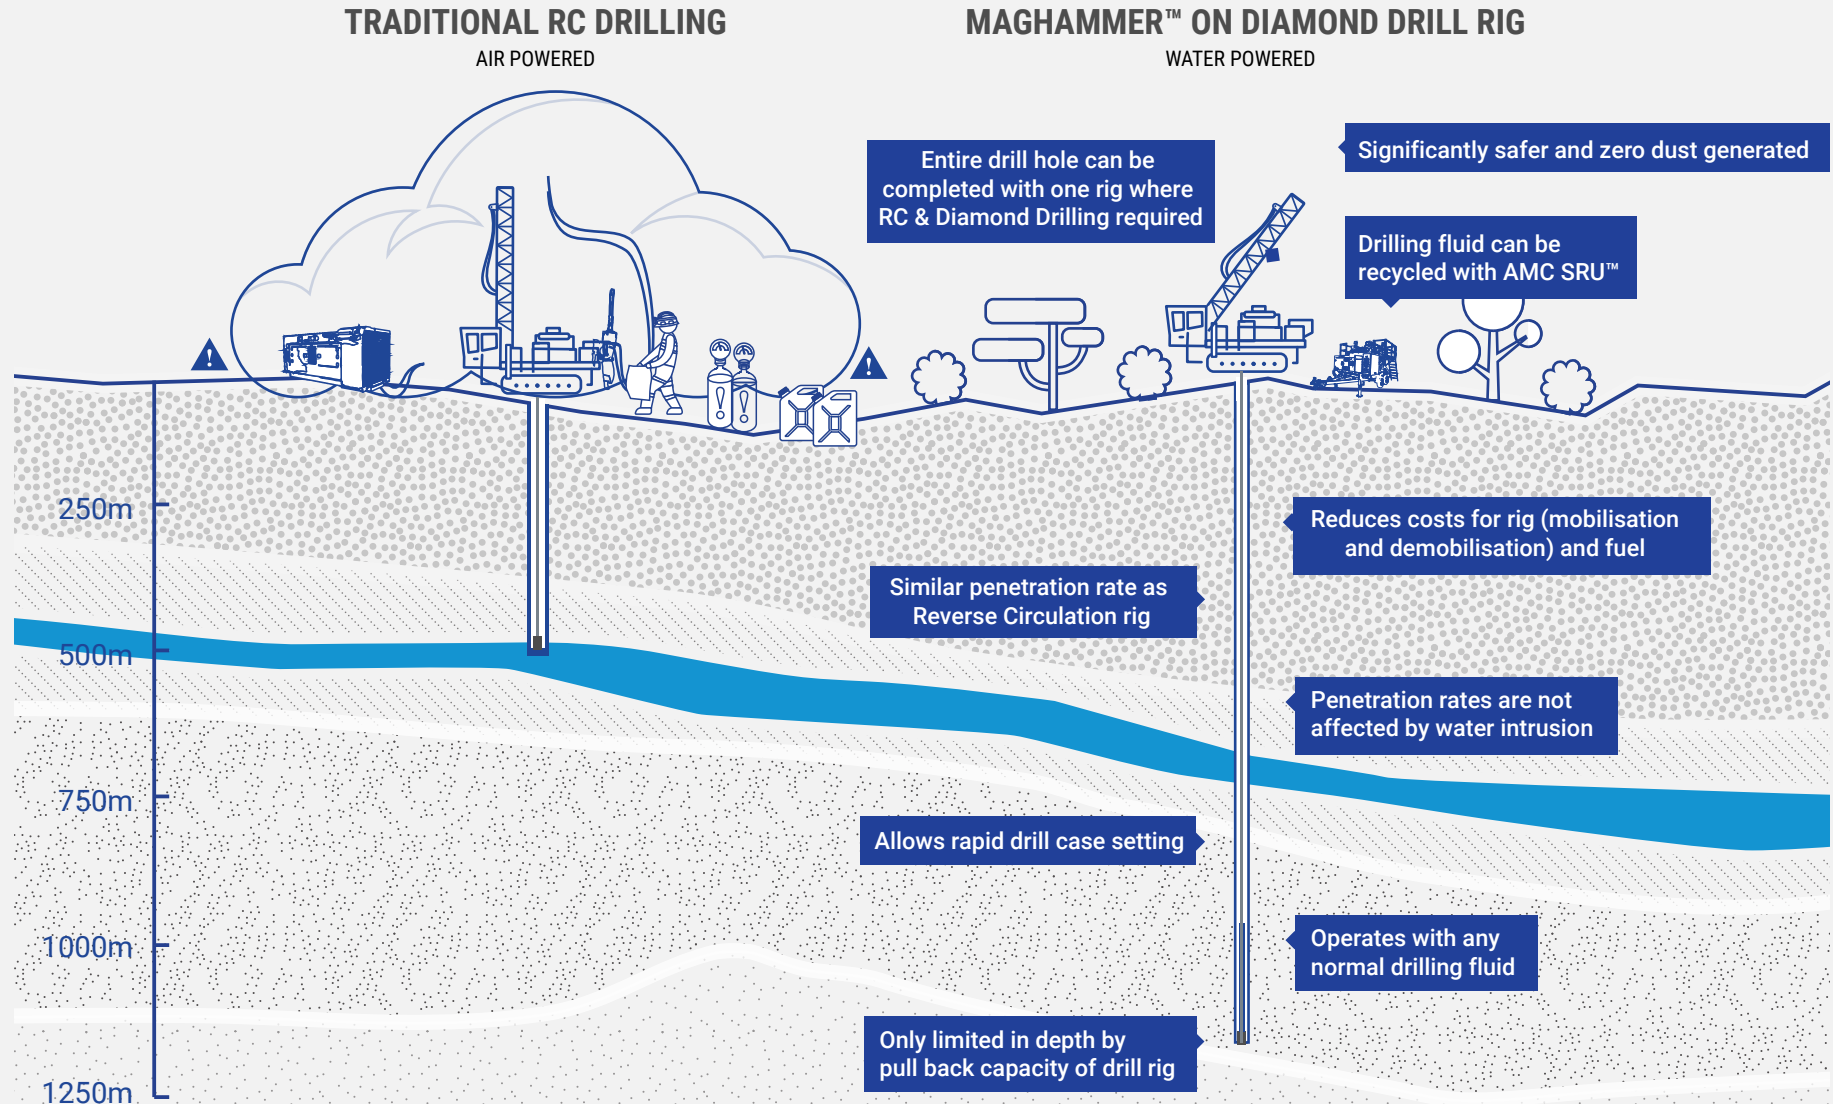 TRADITIONAL RC DRILLING
AIR POWERED
MAGHAMMER™ ON DIAMOND DRILL RIG
WATER POWERED
Entire drill hole can be
completed with one rig where
RC & Diamond Drilling required
Significantly safer and zero dust generated
Drilling fluid can be
recycled with AMC SRU™
250m
500m
750m
1000m
1250m
Reduces costs for rig (mobilisation
and demobilisation) and fuel
Similar penetration rate as
Reverse Circulation rig
Penetration rates are not
affected by water intrusion
Allows rapid drill case setting
Operates with any
normal drilling fluid
Only limited in depth by
pull back capacity of drill rig